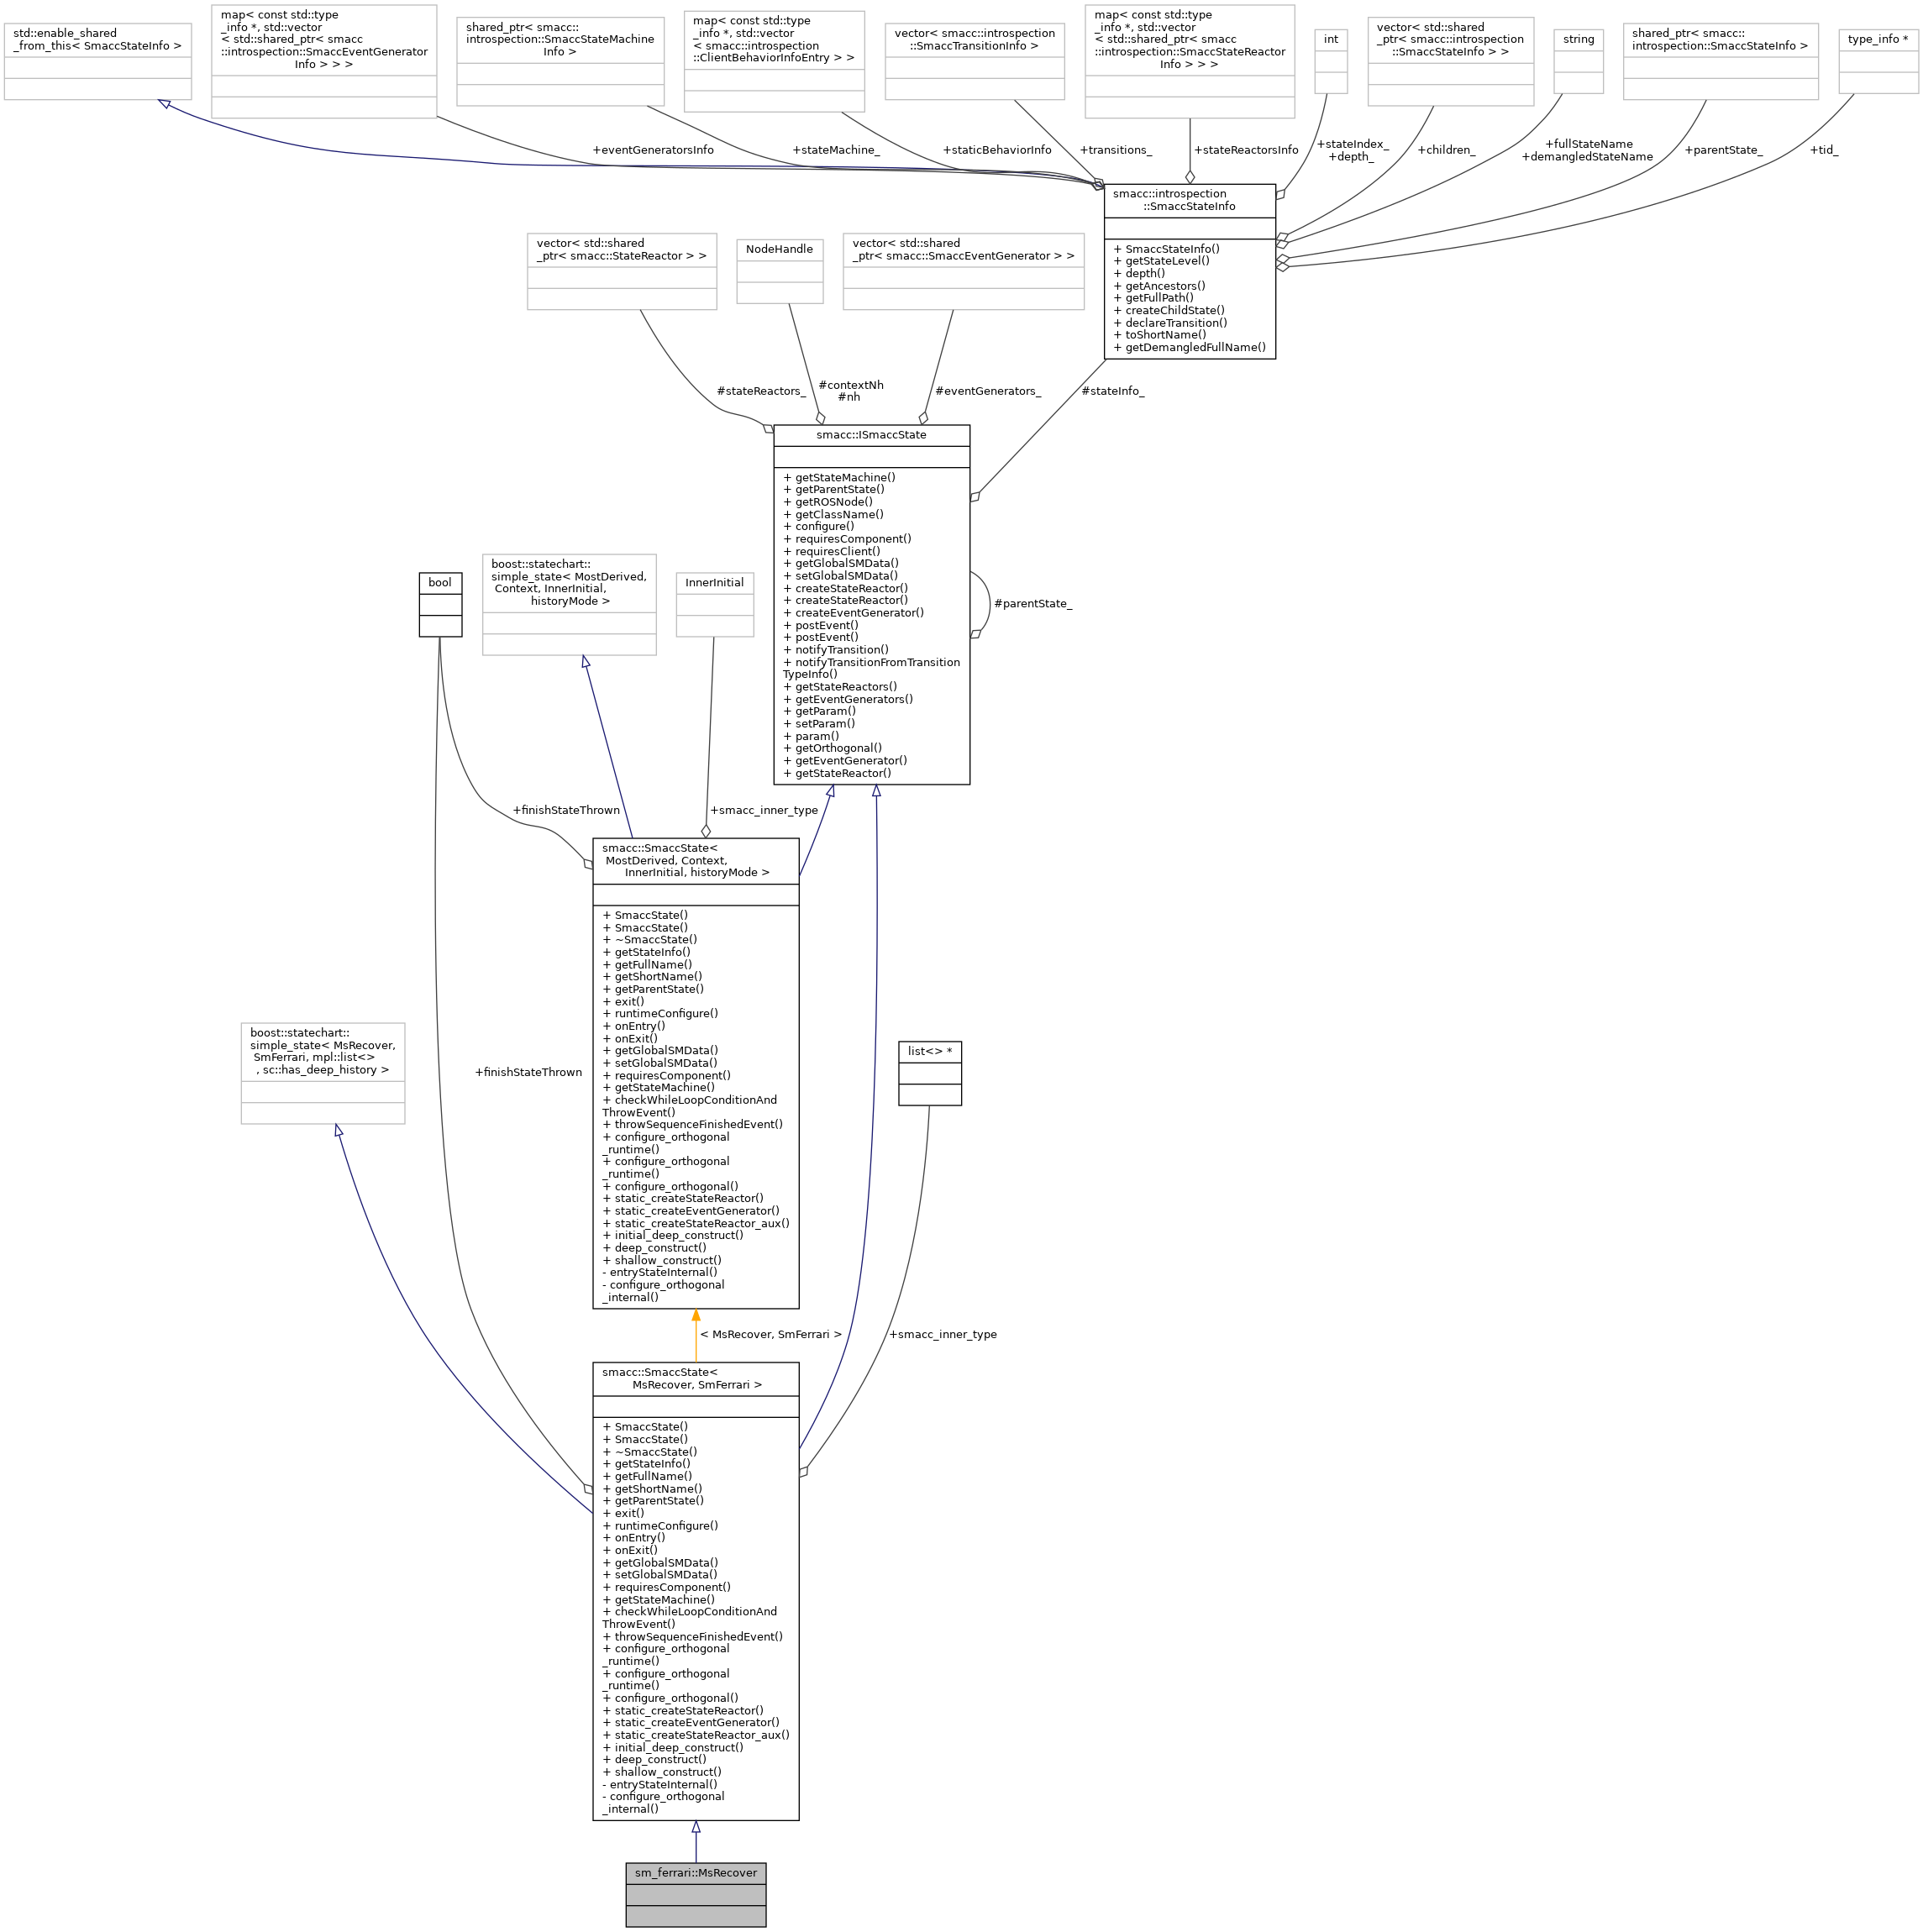 std::enable_shared
_from_this< SmaccStateInfo >
map< const std::type
_info *, std::vector
< std::shared_ptr< smacc
::introspection::SmaccEventGenerator
Info > > >
shared_ptr< smacc::
introspection::SmaccStateMachine
Info >
map< const std::type
_info *, std::vector
< smacc::introspection
::ClientBehaviorInfoEntry > >
vector< smacc::introspection
::SmaccTransitionInfo >
map< const std::type
_info *, std::vector
< std::shared_ptr< smacc
::introspection::SmaccStateReactor
Info > > >
int
vector< std::shared
_ptr< smacc::introspection
::SmaccStateInfo > >
string
shared_ptr< smacc::
introspection::SmaccStateInfo >
type_info *
+eventGeneratorsInfo
+stateMachine_
+staticBehaviorInfo
+transitions_
+stateReactorsInfo
+stateIndex_
+depth_
+children_
+fullStateName
+demangledStateName
+parentState_
+tid_
smacc::introspection
::SmaccStateInfo
+ SmaccStateInfo()
+ getStateLevel()
+ depth()
+ getAncestors()
+ getFullPath()
+ createChildState()
+ declareTransition()
+ toShortName()
+ getDemangledFullName()
vector< std::shared
_ptr< smacc::StateReactor > >
NodeHandle
vector< std::shared
_ptr< smacc::SmaccEventGenerator > >
#stateReactors_
#contextNh
#nh
#eventGenerators_
#stateInfo_
smacc::ISmaccState
+ getStateMachine()
+ getParentState()
+ getROSNode()
+ getClassName()
+ configure()
+ requiresComponent()
+ requiresClient()
+ getGlobalSMData()
+ setGlobalSMData()
+ createStateReactor()
+ createStateReactor()
+ createEventGenerator()
+ postEvent()
+ postEvent()
+ notifyTransition()
+ notifyTransitionFromTransition
TypeInfo()
+ getStateReactors()
+ getEventGenerators()
+ getParam()
+ setParam()
+ param()
+ getOrthogonal()
+ getEventGenerator()
+ getStateReactor()
#parentState_
bool
boost::statechart::
simple_state< MostDerived,
Context, InnerInitial,
historyMode >
InnerInitial
+finishStateThrown
+smacc_inner_type
smacc::SmaccState<
MostDerived, Context,
InnerInitial, historyMode >
+ SmaccState()
+ SmaccState()
+ ~SmaccState()
+ getStateInfo()
+ getFullName()
+ getShortName()
+ getParentState()
+ exit()
+ runtimeConfigure()
+ onEntry()
+ onExit()
+ getGlobalSMData()
+ setGlobalSMData()
+ requiresComponent()
+ getStateMachine()
+ checkWhileLoopConditionAnd
ThrowEvent()
+ throwSequenceFinishedEvent()
+ configure_orthogonal
_runtime()
+ configure_orthogonal
_runtime()
+ configure_orthogonal()
+ static_createStateReactor()
+ static_createEventGenerator()
+ static_createStateReactor_aux()
+ initial_deep_construct()
+ deep_construct()
+ shallow_construct()
- entryStateInternal()
- configure_orthogonal
_internal()
boost::statechart::
simple_state< MsRecover,
SmFerrari, mpl::list<>
, sc::has_deep_history >
+finishStateThrown
list<> *
< MsRecover, SmFerrari >
+smacc_inner_type
smacc::SmaccState<
MsRecover, SmFerrari >
+ SmaccState()
+ SmaccState()
+ ~SmaccState()
+ getStateInfo()
+ getFullName()
+ getShortName()
+ getParentState()
+ exit()
+ runtimeConfigure()
+ onEntry()
+ onExit()
+ getGlobalSMData()
+ setGlobalSMData()
+ requiresComponent()
+ getStateMachine()
+ checkWhileLoopConditionAnd
ThrowEvent()
+ throwSequenceFinishedEvent()
+ configure_orthogonal
_runtime()
+ configure_orthogonal
_runtime()
+ configure_orthogonal()
+ static_createStateReactor()
+ static_createEventGenerator()
+ static_createStateReactor_aux()
+ initial_deep_construct()
+ deep_construct()
+ shallow_construct()
- entryStateInternal()
- configure_orthogonal
_internal()
sm_ferrari::MsRecover